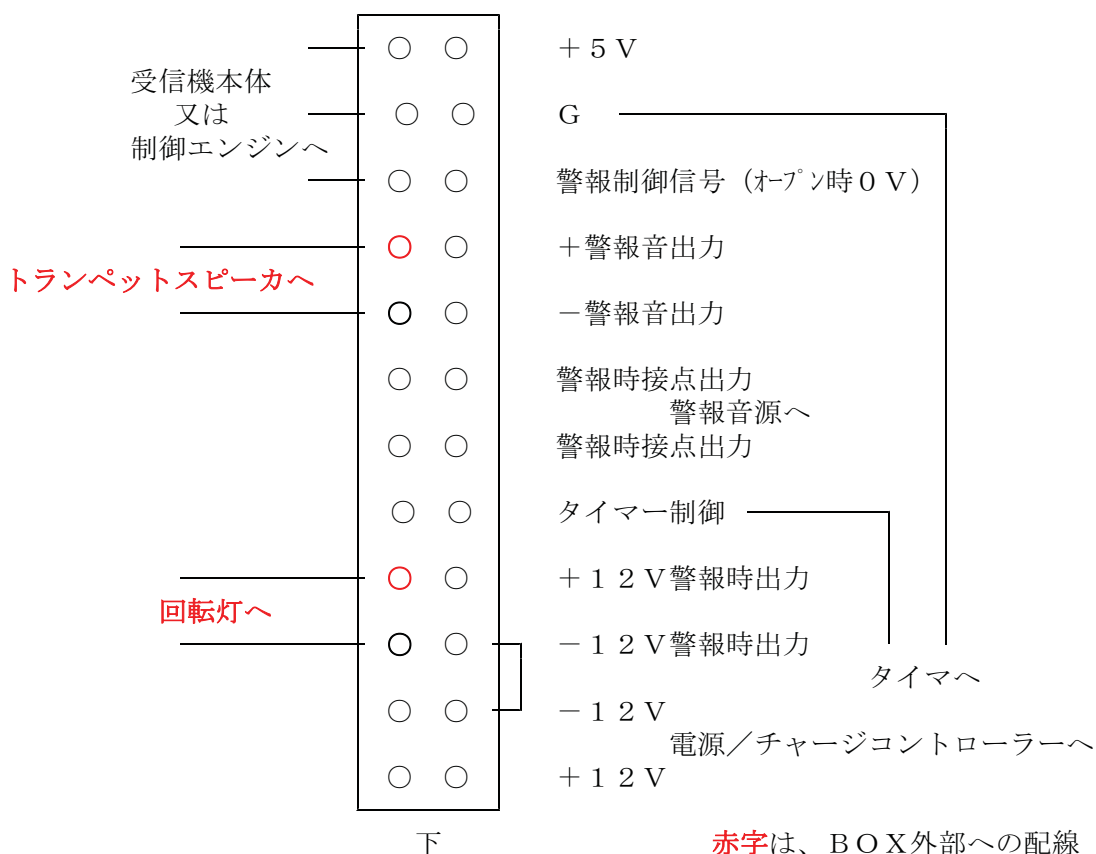 ＋５Ｖ
受信機本体
又は
Ｇ
制御エンジンへ
警報制御信号（ｵｰﾌﾟﾝ時０Ｖ）
＋警報音出力
トランペットスピーカへ
－警報音出力
警報時接点出力
警報音源へ
警報時接点出力
タイマー制御
＋１２Ｖ警報時出力
回転灯へ
－１２Ｖ警報時出力
タイマへ
－１２Ｖ
電源／チャージコントローラーへ
＋１２Ｖ
下
赤字は、ＢＯＸ外部への配線